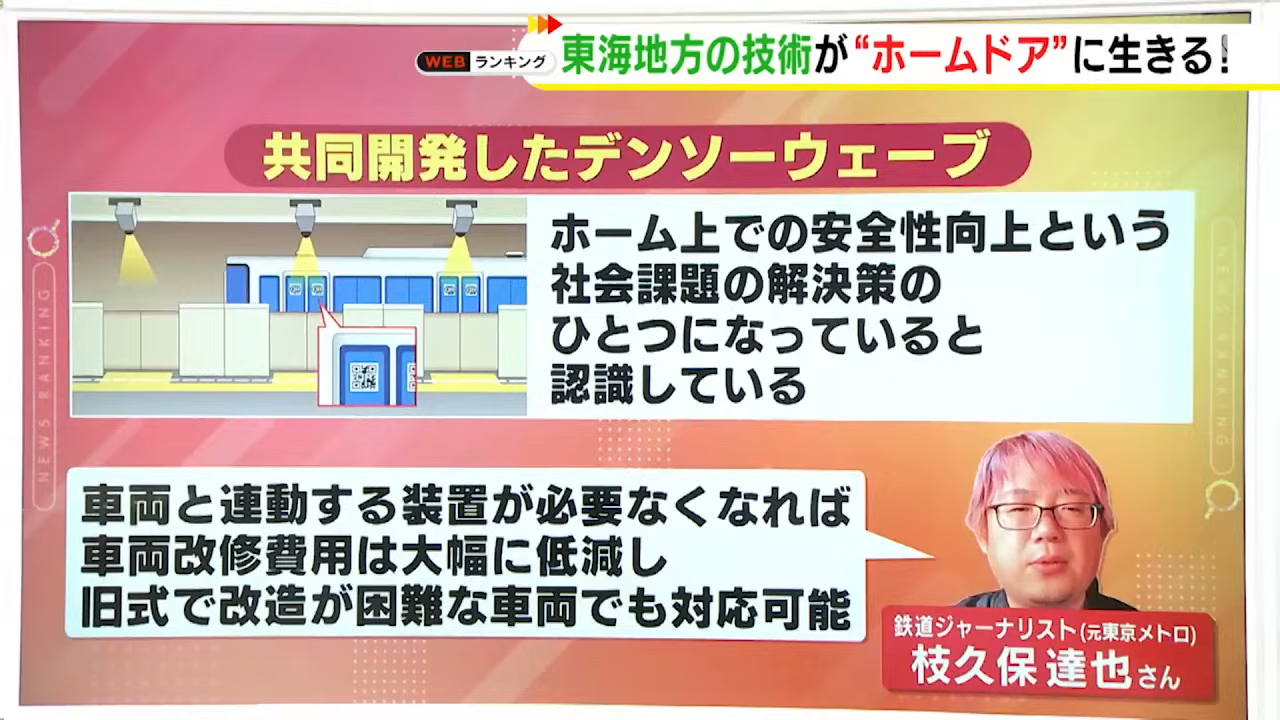 WEB ランキング
東海地方の技術が“ホームドア”に生きる!
共同開発したデンソーウェーブ
ホーム上での安全性向上という
社会課題の解決策の
ひとつになっていると
認識している
車両と連動する装置が必要なくなれば
車両改修費用は大幅に低減し
旧式で改造が困難な車両でも対応可能
鉄道ジャーナリスト(元東京メトロ)
枝久保 達也さん
NEWS RANKING
NEWS RANKING